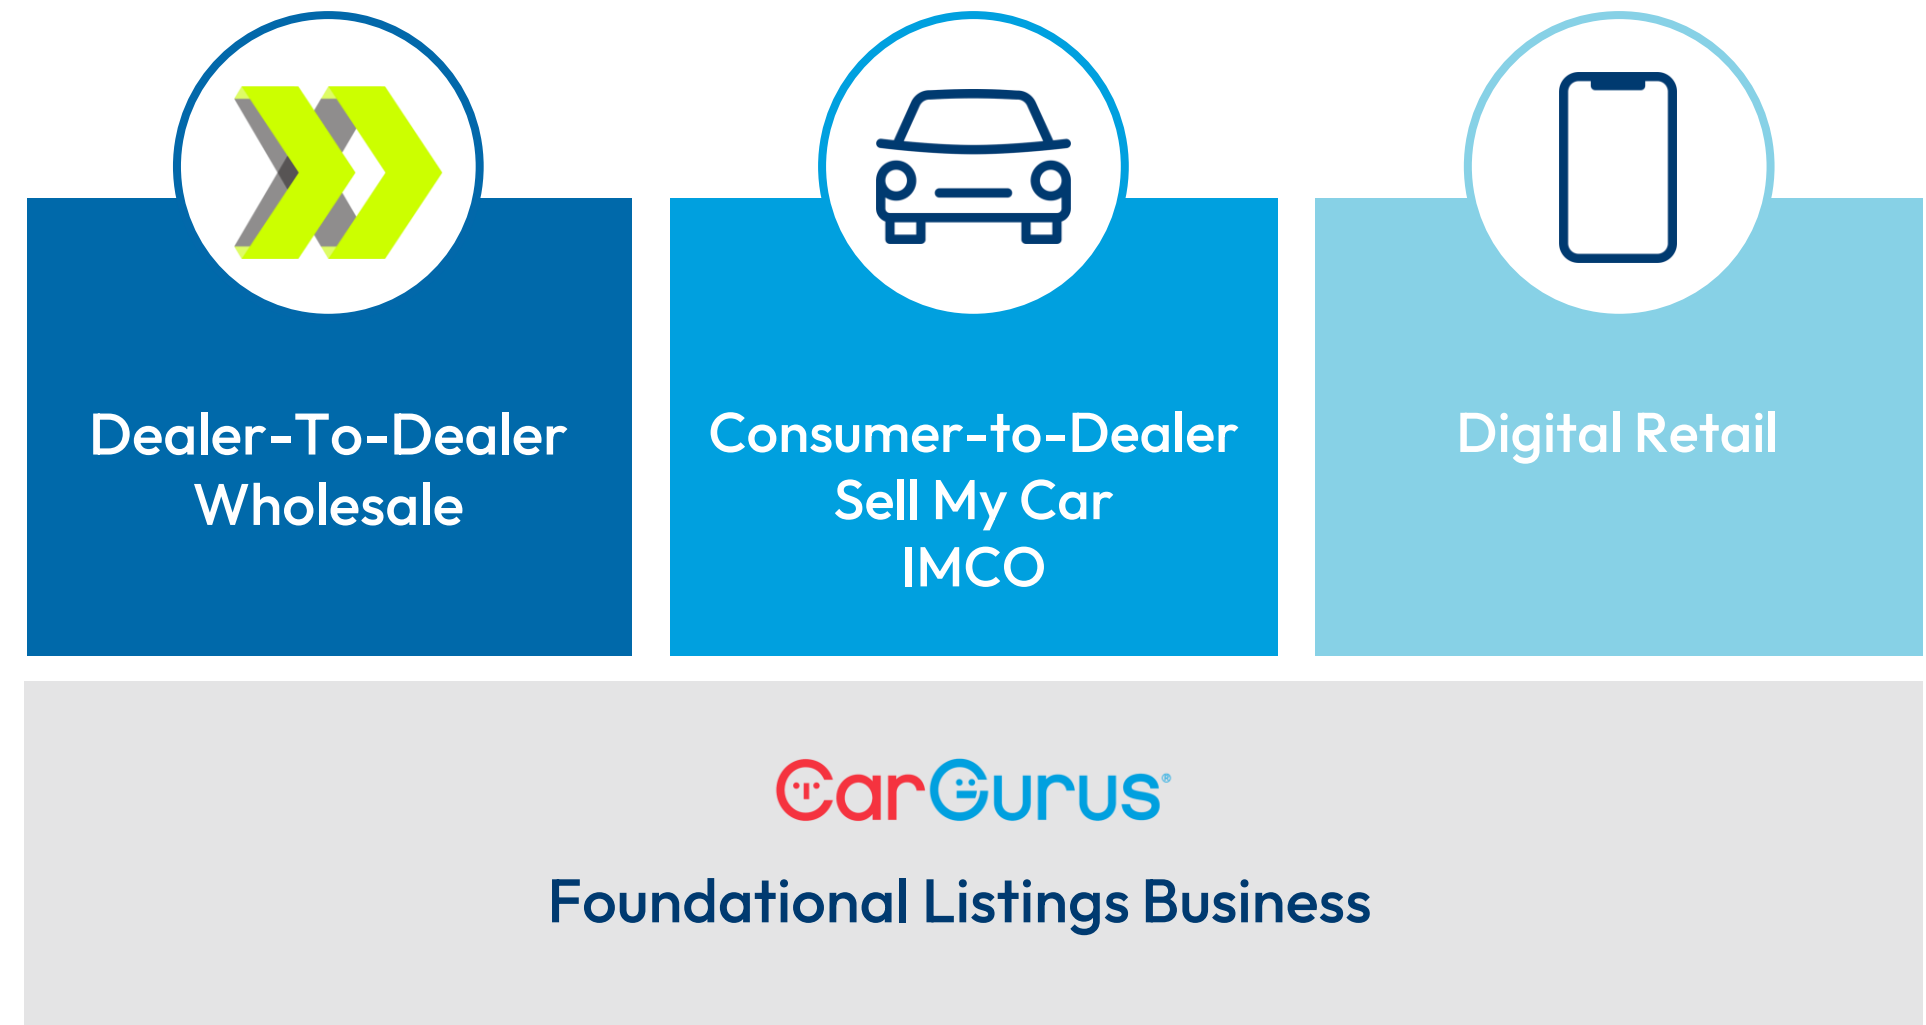 Dealer-To-Dealer
Wholesale
Consumer-to-Dealer
Sell My Car
IMCO
Digital Retail
CarGurus®
Foundational Listings Business